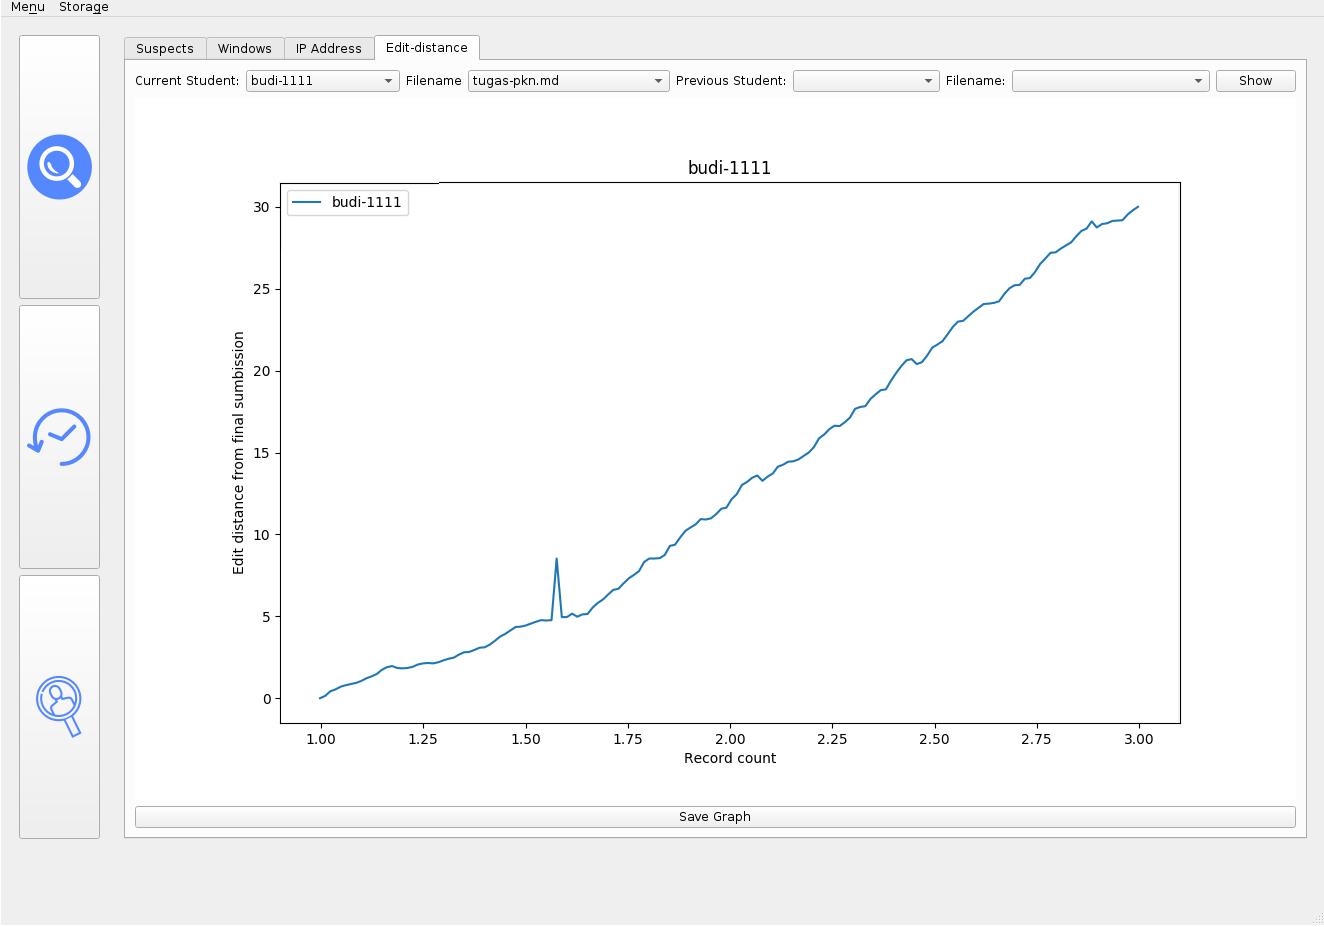 Menu Storage
Suspects Windows IP Address Edit-distance
Current Student: budi-1111 Filename tugas-pkn.md Previous Student: Filename: Show
budi-1111
budi-1111
30
25
20
15
10
5
0
Edit distance from final sumbission
1.00 1.25 1.50 1.75 2.00 2.25 2.50 2.75 3.00
Record count
Save Graph